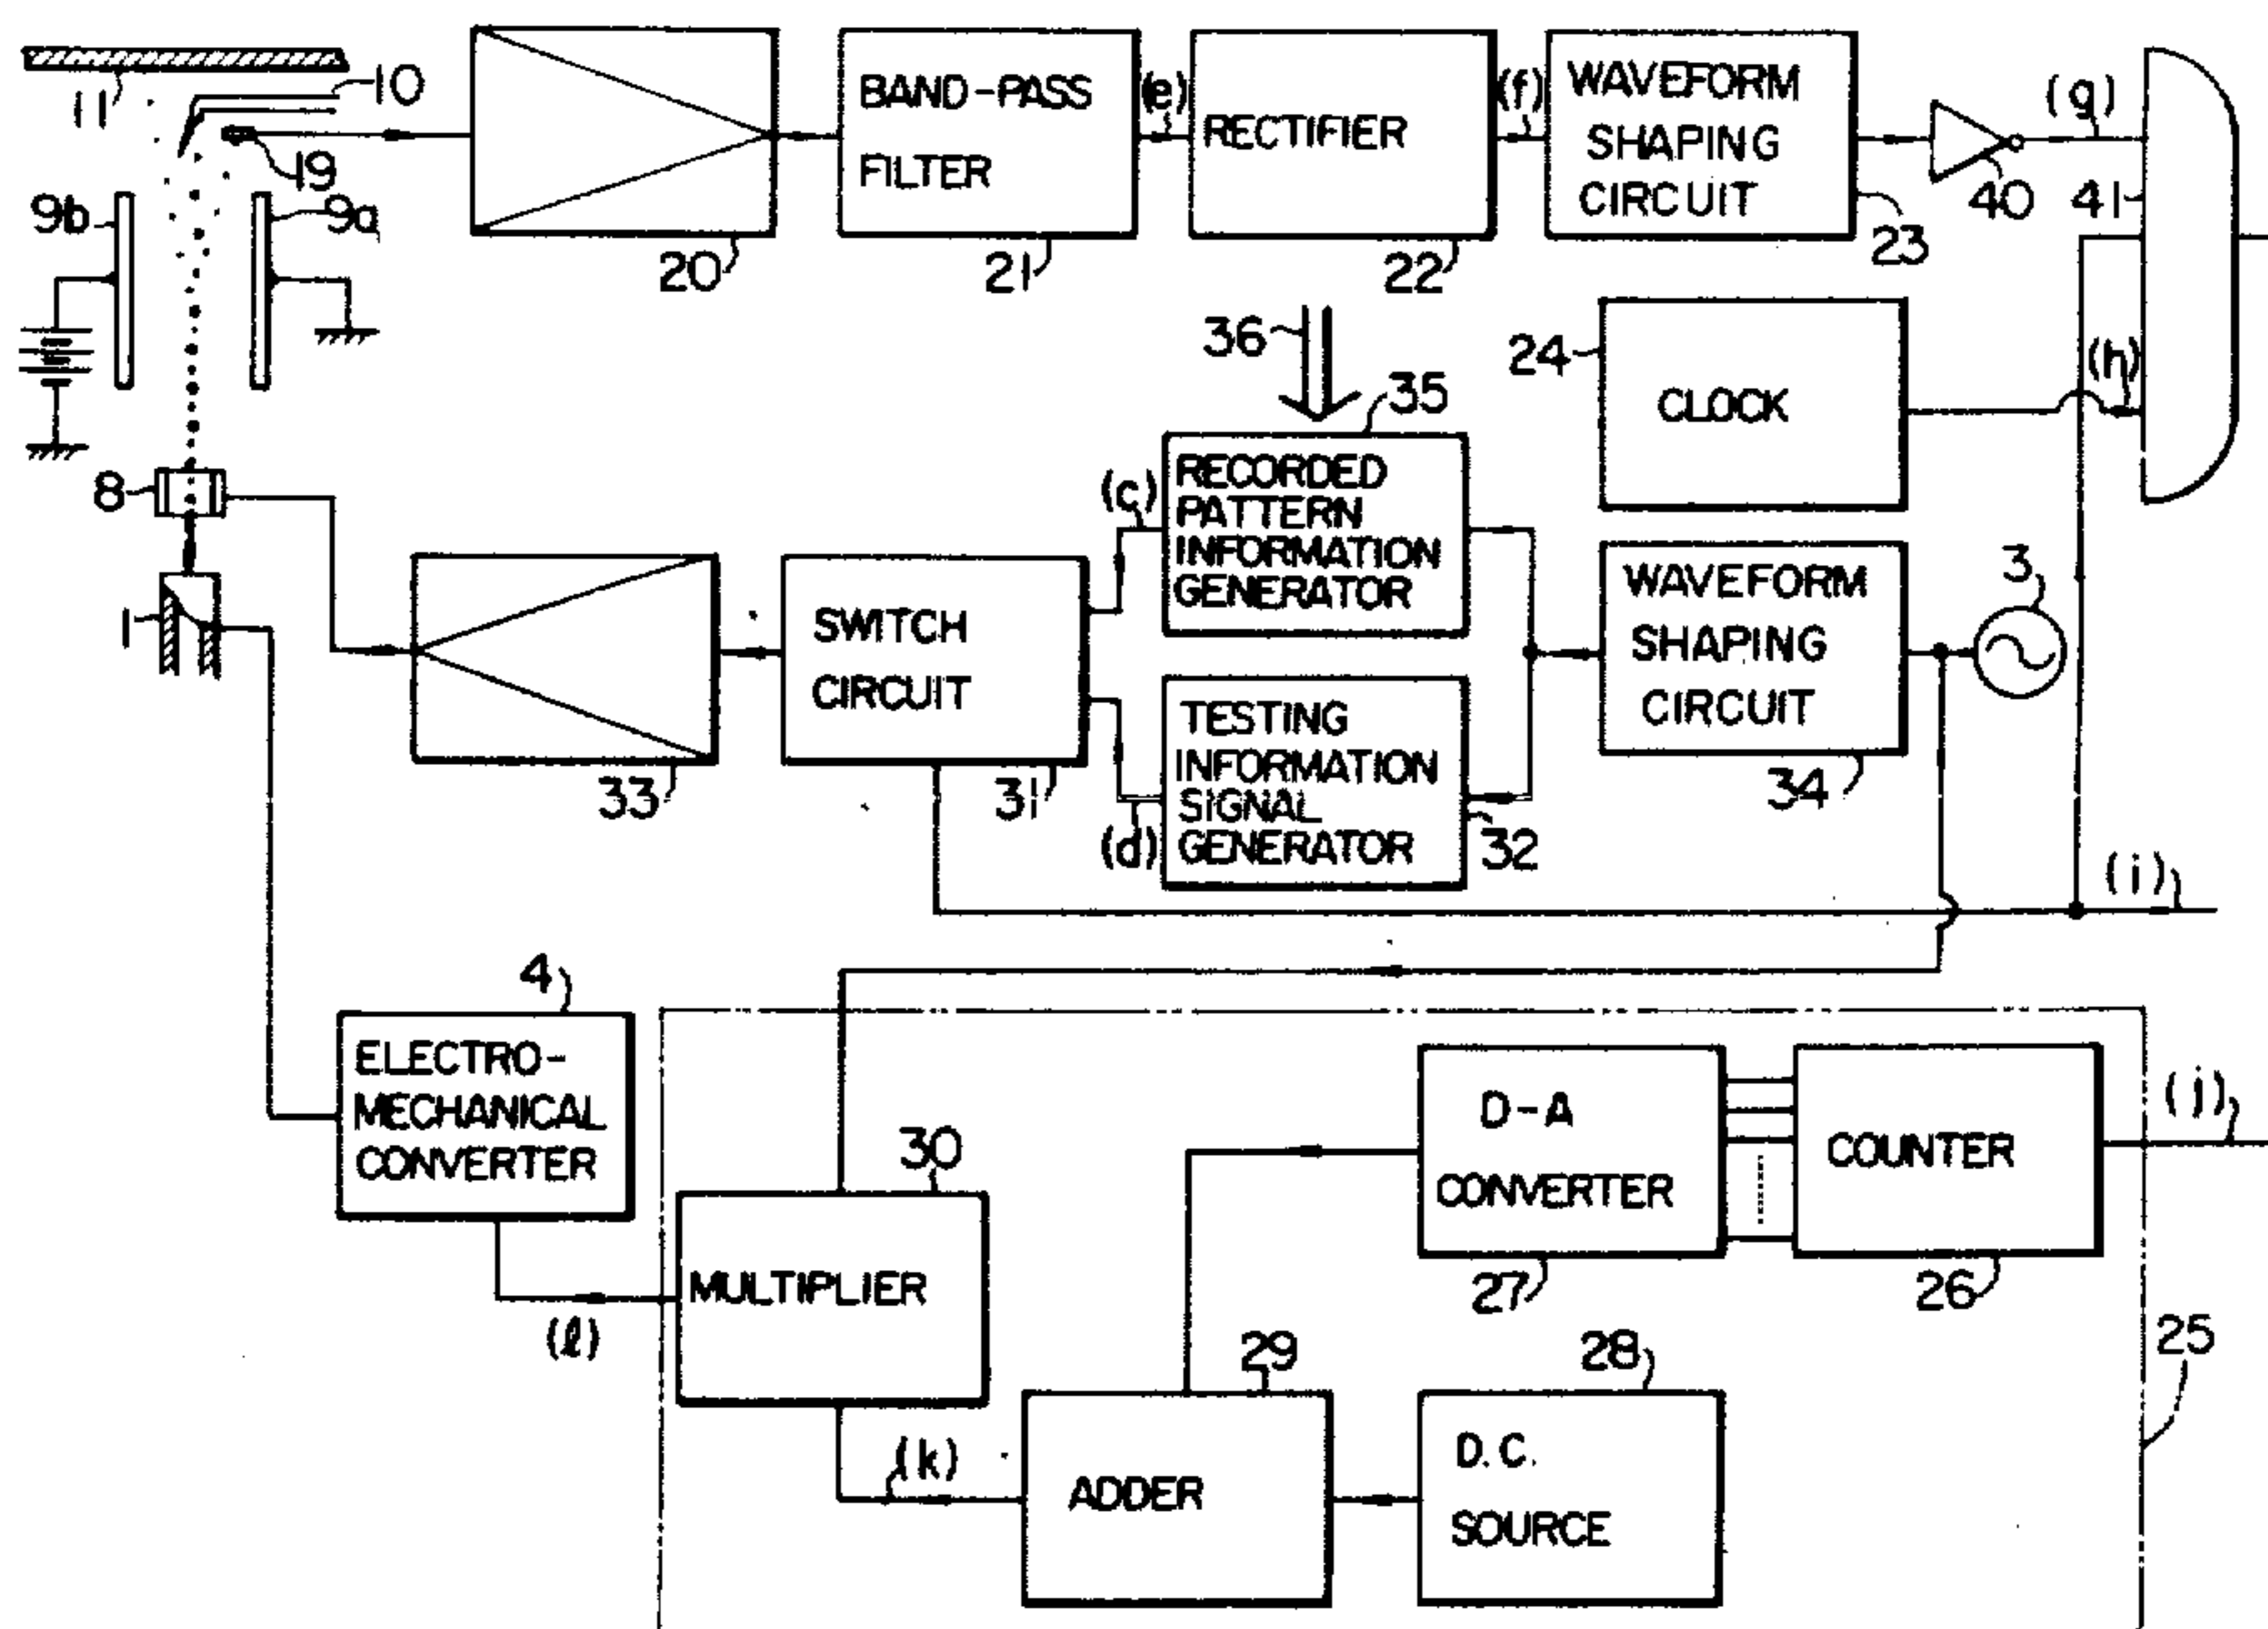 11
10
19
9b
9a
20
BAND-PASS
FILTER
21
(e)
RECTIFIER
22
(f)
WAVEFORM
SHAPING
CIRCUIT
23
40
(g)
41
(h)
24
CLOCK
36
35
8
1
(c)
RECORDED
PATTERN
INFORMATION
GENERATOR
33
SWITCH
CIRCUIT
31
(d)
TESTING
INFORMATION
SIGNAL
GENERATOR
32
WAVEFORM
SHAPING
CIRCUIT
34
3
(i)
4
ELECTRO-
MECHANICAL
CONVERTER
(l)
30
MULTIPLIER
D-A
CONVERTER
27
COUNTER
26
(j)
25
(k)
29
ADDER
28
D.C.
SOURCE